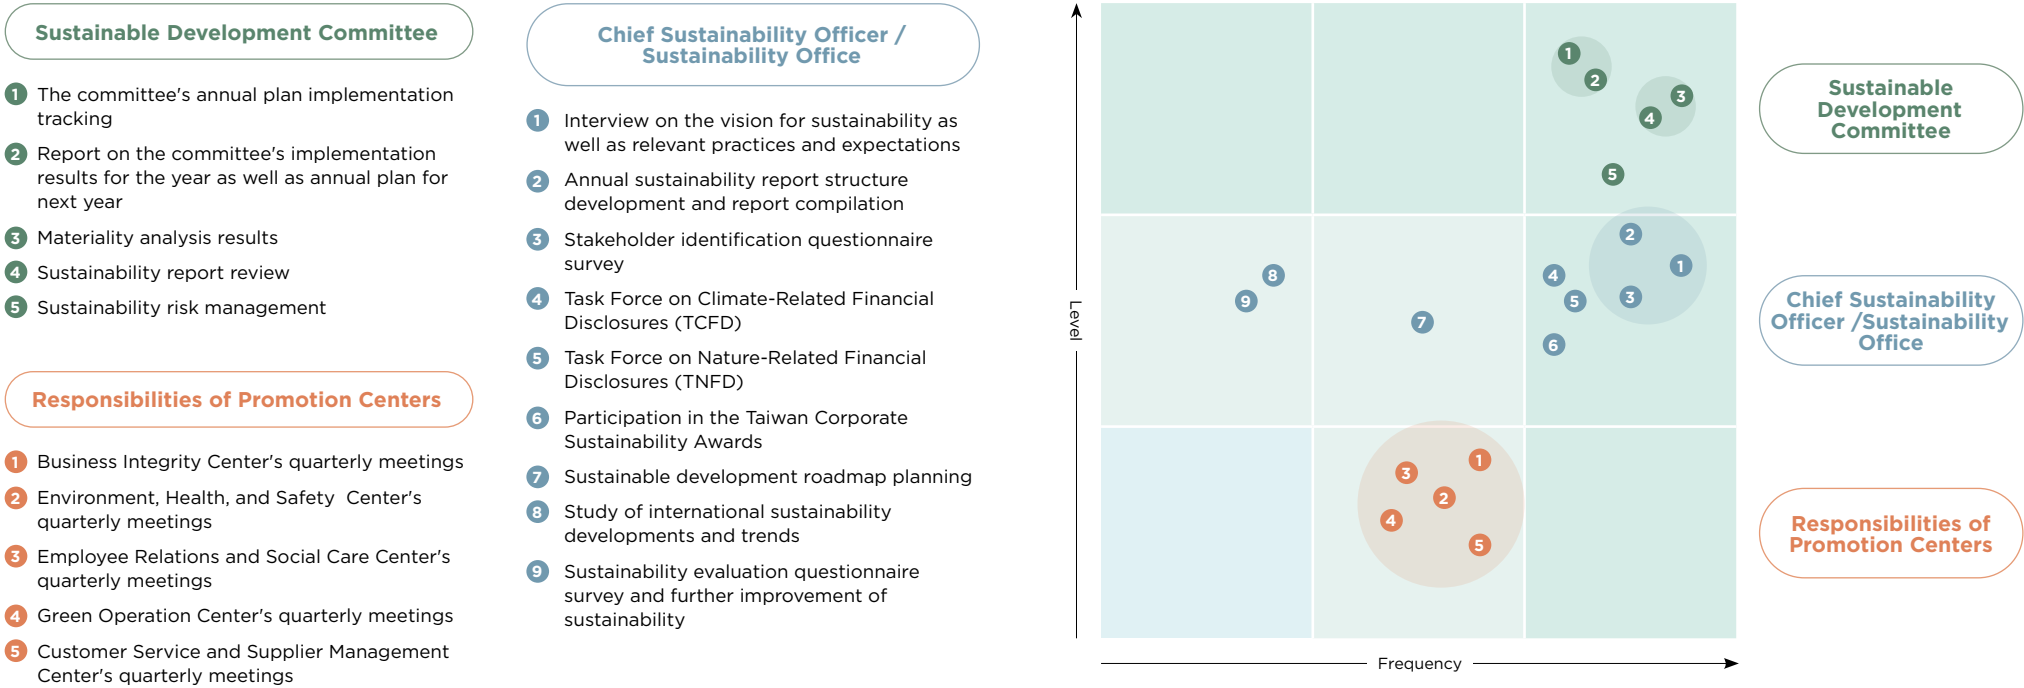 Sustainable Development Committee
1 The committee's annual plan implementation
tracking
2 Report on the committee's implementation
results for the year as well as annual plan for
next year
3 Materiality analysis results
4 Sustainability report review
5 Sustainability risk management
Responsibilities of Promotion Centers
1 Business Integrity Center's quarterly meetings
2 Environment, Health, and Safety Center's
quarterly meetings
3 Employee Relations and Social Care Center's
quarterly meetings
4 Green Operation Center's quarterly meetings
5 Customer Service and Supplier Management
Center's quarterly meetings
Chief Sustainability Officer /
Sustainability Office
1 Interview on the vision for sustainability as
well as relevant practices and expectations
2 Annual sustainability report structure
development and report compilation
3 Stakeholder identification questionnaire
survey
4 Task Force on Climate-Related Financial
Disclosures (TCFD)
5 Task Force on Nature-Related Financial
Disclosures (TNFD)
6 Participation in the Taiwan Corporate
Sustainability Awards
7 Sustainable development roadmap planning
8 Study of international sustainability
developments and trends
9 Sustainability evaluation questionnaire
survey and further improvement of
sustainability
Level
1
2
3
4
5
2
1
4
8
3
5
9
7
6
1
3
2
4
5
Frequency
Sustainable
Development
Committee
Chief Sustainability
Officer /Sustainability
Office
Responsibilities of
Promotion Centers